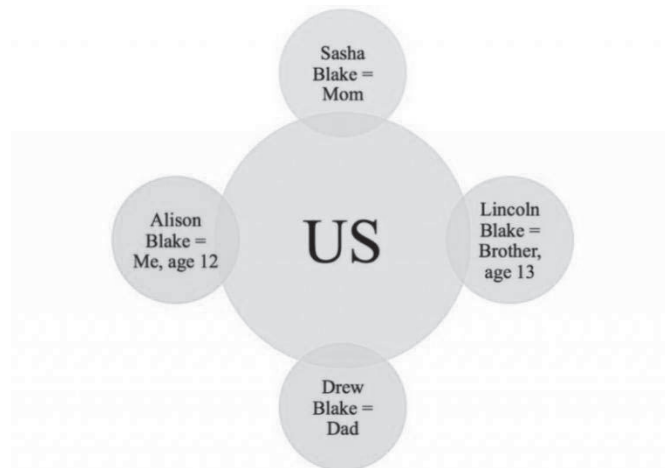 Sasha
Blake =
Mom
Alison
Blake =
Me, age 12
US
Lincoln
Blake =
Brother,
age 13
Drew
Blake =
Dad